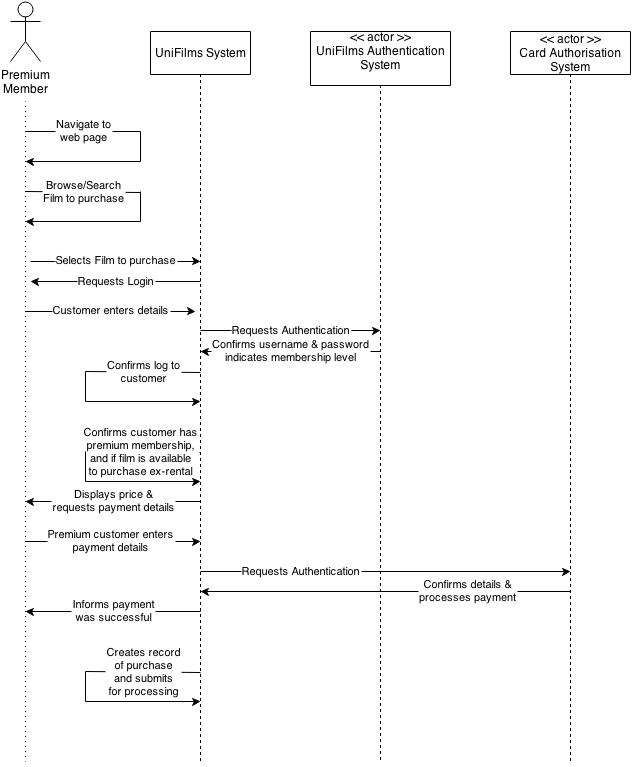 Premium
Member
UniFilms System
<< actor >>
UniFilms Authentication
System
<< actor >>
Card Authorisation
System
Navigate to
web page
Browse/Search
Film to purchase
Selects Film to purchase
Requests Login
Customer enters details
Requests Authentication
Confirms username & password
indicates membership level
Confirms log to
customer
Confirms customer has
premium membership,
and if film is available
to purchase ex-rental
Displays price &
requests payment details
Premium customer enters
payment details
Requests Authentication
Confirms details &
processes payment
Informs payment
was successful
Creates record
of purchase
and submits
for processing